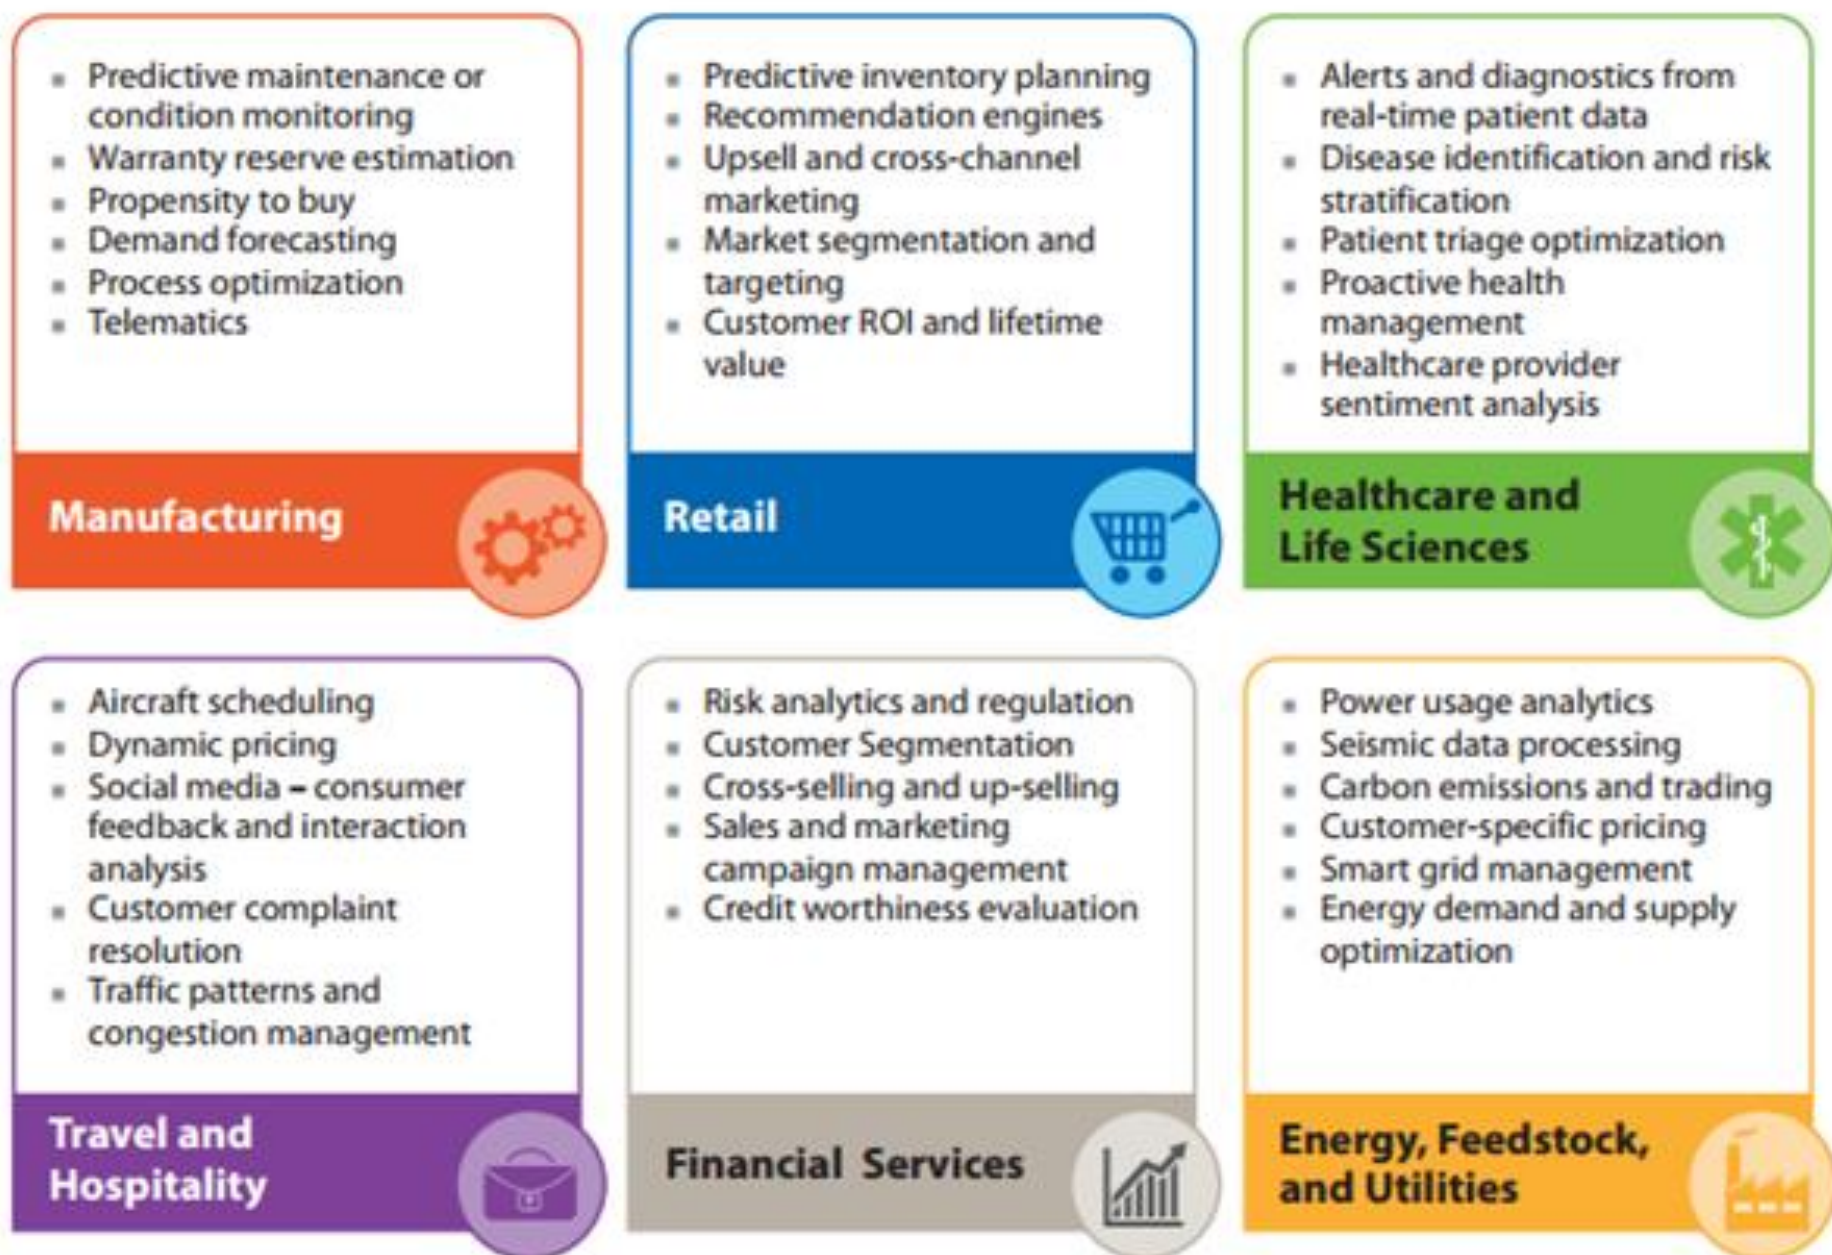 ▪ Predictive maintenance or
condition monitoring
▪ Warranty reserve estimation
▪ Propensity to buy
▪ Demand forecasting
▪ Process optimization
▪ Telematics
Manufacturing
▪ Predictive inventory planning
▪ Recommendation engines
▪ Upsell and cross-channel
marketing
▪ Market segmentation and
targeting
▪ Customer ROI and lifetime
value
Retail
▪ Alerts and diagnostics from
real-time patient data
▪ Disease identification and risk
stratification
▪ Patient triage optimization
▪ Proactive health
management
▪ Healthcare provider
sentiment analysis
Healthcare and
Life Sciences
▪ Aircraft scheduling
▪ Dynamic pricing
▪ Social media – consumer
feedback and interaction
analysis
▪ Customer complaint
resolution
▪ Traffic patterns and
congestion management
Travel and
Hospitality
▪ Risk analytics and regulation
▪ Customer Segmentation
▪ Cross-selling and up-selling
▪ Sales and marketing
campaign management
▪ Credit worthiness evaluation
Financial Services
▪ Power usage analytics
▪ Seismic data processing
▪ Carbon emissions and trading
▪ Customer-specific pricing
▪ Smart grid management
▪ Energy demand and supply
optimization
Energy, Feedstock,
and Utilities